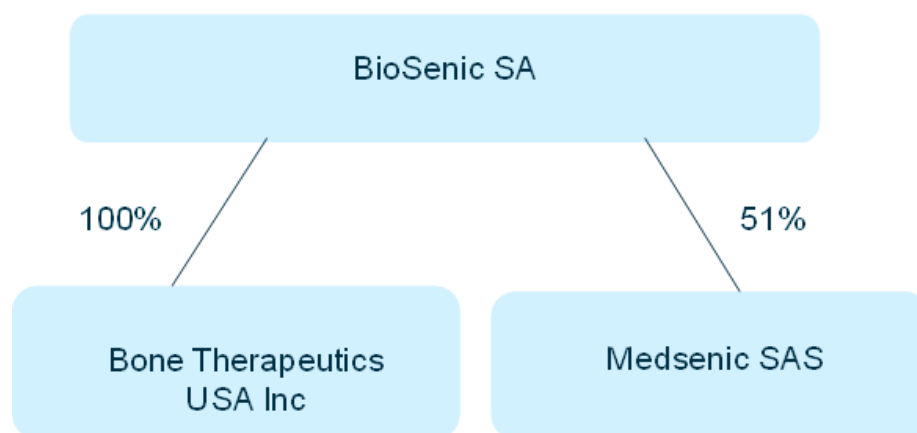 BioSenic SA
100%
51%
Bone Therapeutics
USA Inc
Medsenic SAS